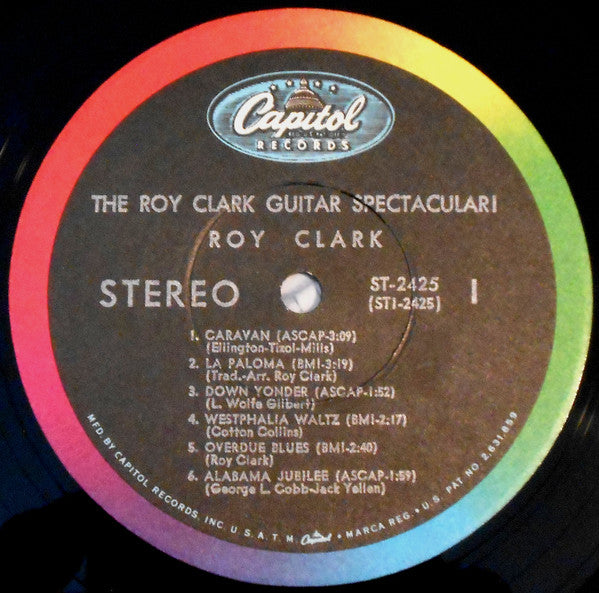 Capitol
RECORDS
THE ROY CLARK GUITAR SPECTACULAR!
ROY CLARK
STEREO
ST-2425
(ST1-2425)
1
1. CARAVAN (ASCAP-3:09)
(Ellington-Tizol-Mills)
2. LA PALOMA (BMI-3:19)
(Trad.-Arr. Roy Clark)
3. DOWN YONDER (ASCAP-1:52)
(L. Wolfe Gilbert)
4. WESTPHALIA WALTZ (BMI-2:17)
(Cotton Collins)
5. OVERDUE BLUES (BMI-2:40)
(Roy Clark)
6. ALABAMA JUBILEE (ASCAP-1:59)
(George L. Cobb-Jack Yellen)
MFD. BY CAPITOL RECORDS, INC. U.S.A. T.M. Capitol MARCA REG. • U.S. PAT. NO. 2,631,859